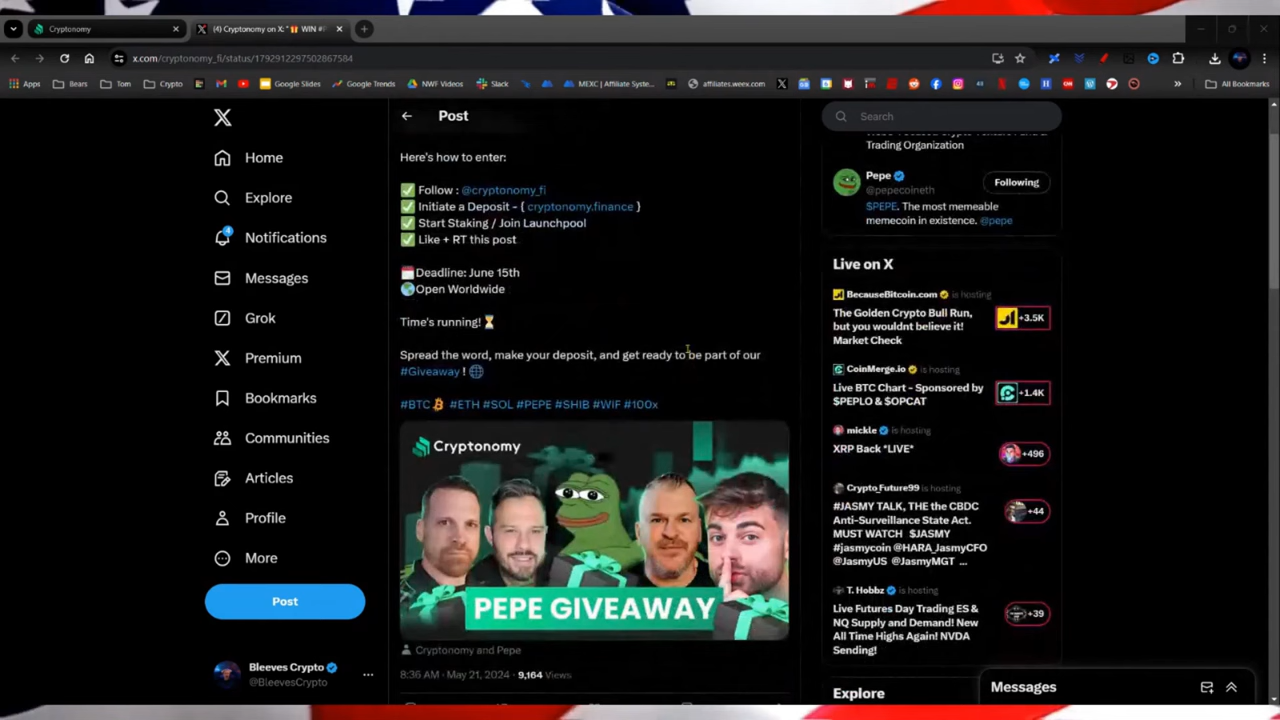 Cryptonomy
(4) Cryptonomy on X: "🎁 WIN #
x.com/cryptonomy_fi/status/1792912297502867584
Apps
Bears
Tom
Crypto
Google Slides
Google Trends
NWF Videos
Slack
MEXC | Affiliate Syste...
affiliates.weex.com
All Bookmarks
Home
Explore
4
Notifications
Messages
Grok
Premium
Bookmarks
Communities
Articles
Profile
More
Post
Bleeves Crypto
@BleevesCrypto
Post
Here's how to enter:
✅ Follow : @cryptonomy_fi
✅ Initiate a Deposit - { cryptonomy.finance }
✅ Start Staking / Join Launchpool
✅ Like + RT this post
🗓️Deadline: June 15th
🌎Open Worldwide
Time's running! ⏳
Spread the word, make your deposit, and get ready to be part of our
#Giveaway ! 🌐
#BTC #ETH #SOL #PEPE #SHIB #WIF #100x
Cryptonomy
PEPE GIVEAWAY
Cryptonomy and Pepe
8:36 AM · May 21, 2024 · 9,164 Views
Search
Trading Organization
Pepe
@pepecoineth
Following
$PEPE. The most memeable
memecoin in existence. @pepe
Live on X
BecauseBitcoin.com is hosting
The Golden Crypto Bull Run,
but you wouldnt believe it!
Market Check
+3.5K
CoinMerge.io is hosting
Live BTC Chart - Sponsored by
$PEPLO & $OPCAT
+1.4K
mickle is hosting
XRP Back *LIVE*
+496
Crypto_Future99 is hosting
#JASMY TALK, THE the CBDC
Anti-Surveillance State Act.
MUST WATCH $JASMY
#jasmycoin @HARA_JasmyCFO
@JasmyUS @JasmyMGT ...
+44
T. Hobbz is hosting
Live Futures Day Trading ES &
NQ Supply and Demand! New
All Time Highs Again! NVDA
Sending!
+39
Explore
Messages